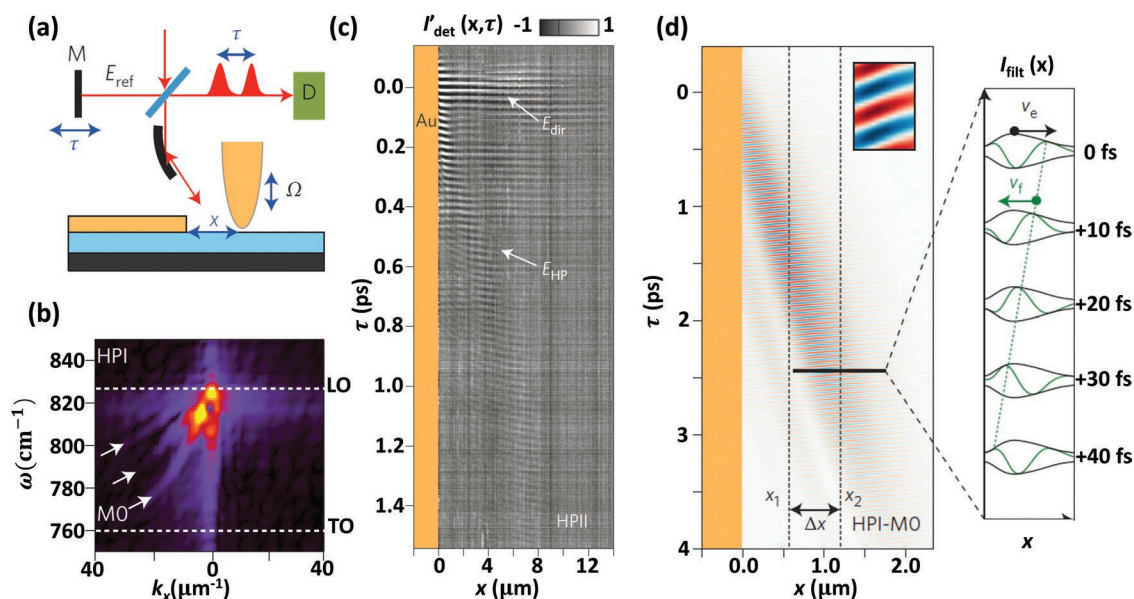 (a)
M
E_ref
τ
D
τ
Ω
x
(b)
HPI
LO
M0
TO
850
840
820
800
780
760
ω(cm⁻¹)
40
0
40
k_x(μm⁻¹)
(c)
I'_det (x,τ)
-1
1
Au
E_dir
E_HP
HPII
0.0
0.2
0.4
0.6
0.8
1.0
1.2
1.4
τ (ps)
0
4
8
12
x (μm)
(d)
0
1
2
3
4
τ (ps)
x₁
x₂
Δx
HPI-M0
0.0
1.0
2.0
x (μm)
I_filt (x)
v_e
0 fs
v_f
+10 fs
+20 fs
+30 fs
+40 fs
x